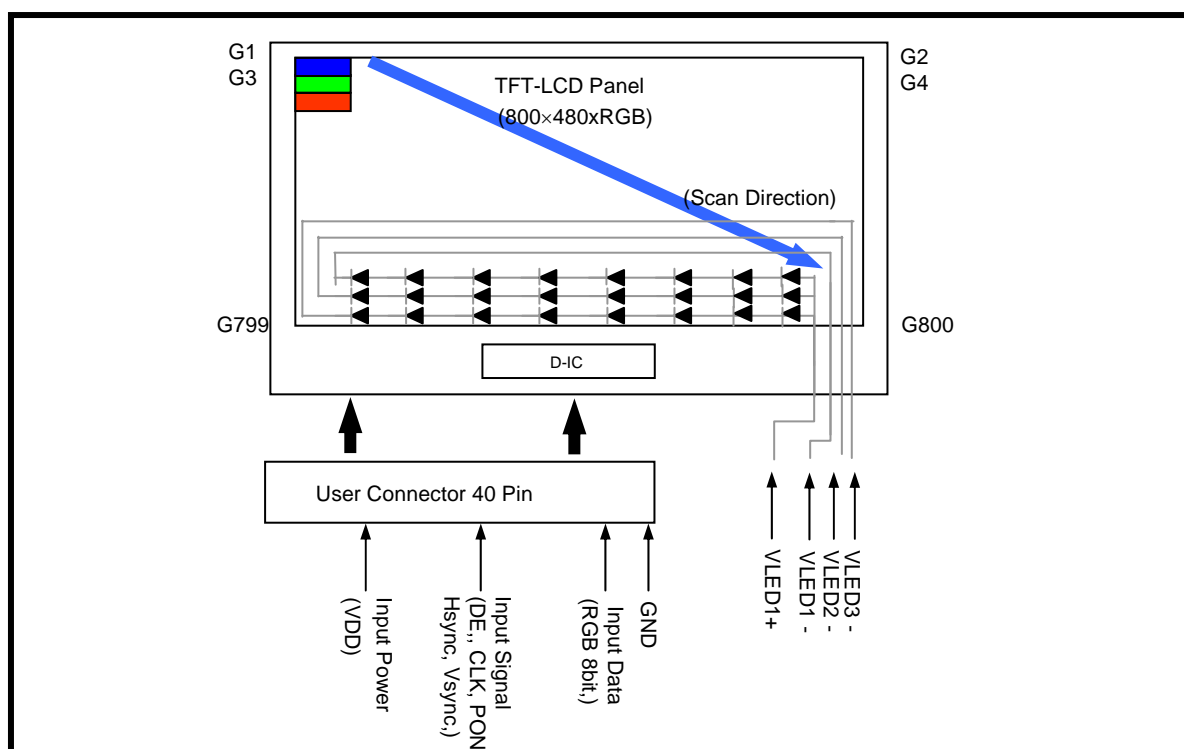 G1
G2
G3
G4
TFT-LCD Panel
(800×480xRGB)
(Scan Direction)
G799
G800
D-IC
User Connector 40 Pin
Input Power
(VDD)
Input Signal
(DE,, CLK, PON
Hsync, Vsync,)
Input Data
(RGB 8bit,)
GND
VLED1+
VLED1 -
VLED2 -
VLED3 -